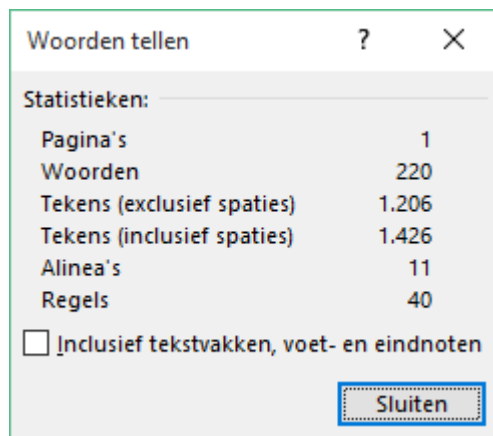 Woorden tellen ? ×
Statistieken:
Pagina's 1
Woorden 220
Tekens (exclusief spaties) 1.206
Tekens (inclusief spaties) 1.426
Alinea's 11
Regels 40
Inclusief tekstvakken, voet- en eindnoten
Sluiten